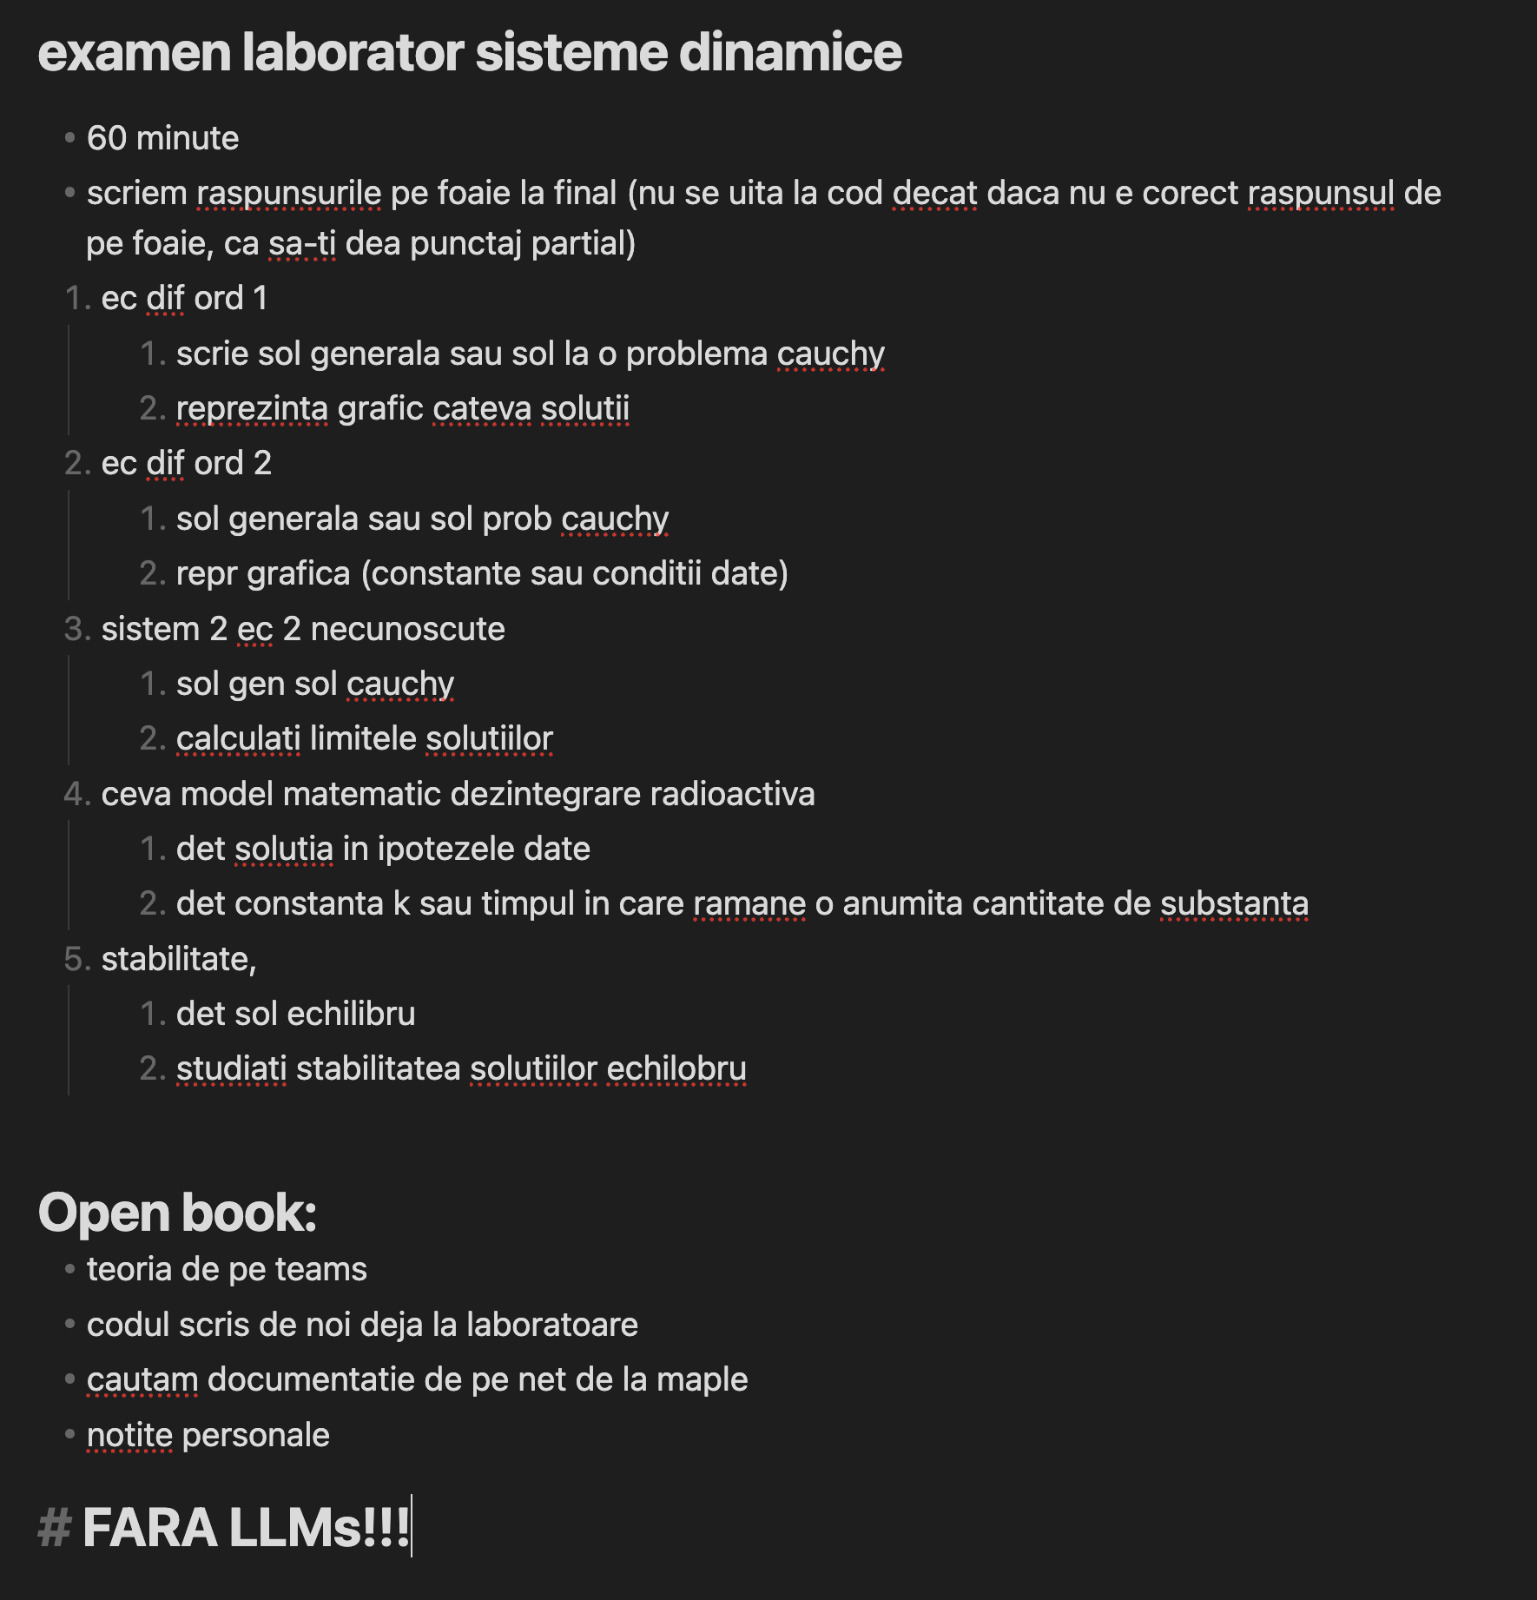 examen laborator sisteme dinamice
• 60 minute
• scriem raspunsurile pe foaie la final (nu se uita la cod decat daca nu e corect raspunsul de
pe foaie, ca sa-ti dea punctaj partial)
1. ec dif ord 1
1. scrie sol generala sau sol la o problema cauchy
2. reprezinta grafic cateva solutii
2. ec dif ord 2
1. sol generala sau sol prob cauchy
2. repr grafica (constante sau conditii date)
3. sistem 2 ec 2 necunoscute
1. sol gen sol cauchy
2. calculati limitele solutiilor
4. ceva model matematic dezintegrare radioactiva
1. det solutia in ipotezele date
2. det constanta k sau timpul in care ramane o anumita cantitate de substanta
5. stabilitate,
1. det sol echilibru
2. studiati stabilitatea solutiilor echilobru
Open book:
• teoria de pe teams
• codul scris de noi deja la laboratoare
• cautam documentatie de pe net de la maple
• notite personale
# FARA LLMs!!!